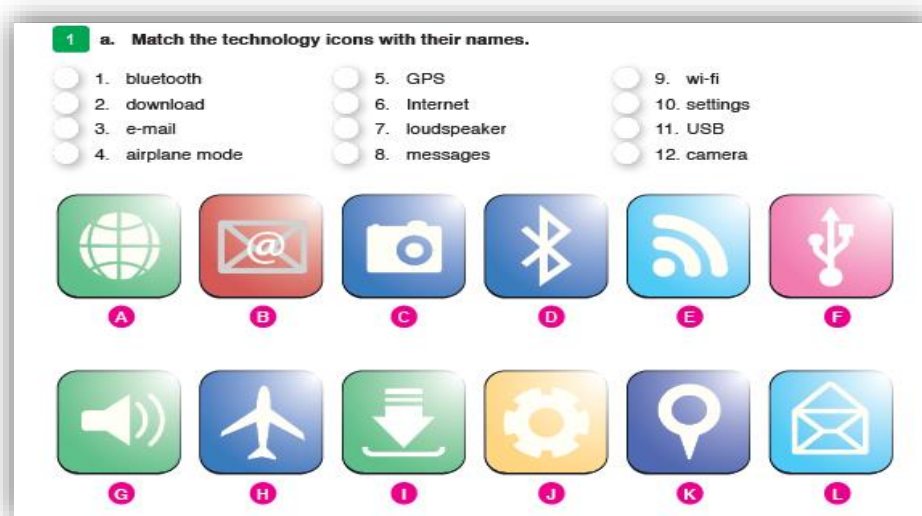 1 a. Match the technology icons with their names.
1. bluetooth
2. download
3. e-mail
4. airplane mode
5. GPS
6. Internet
7. loudspeaker
8. messages
9. wi-fi
10. settings
11. USB
12. camera
@
A B C D E F
G H I J K L